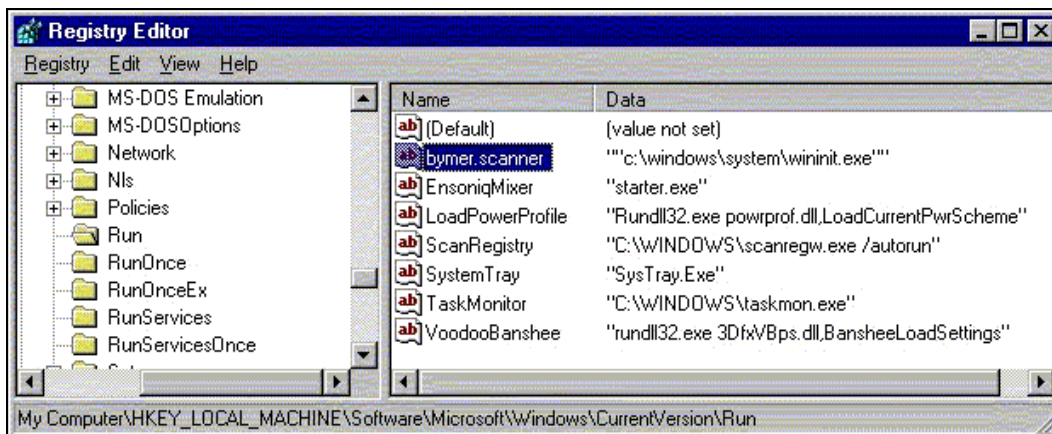 Registry Editor
Registry Edit View Help
MS-DOS Emulation
MS-DOSOptions
Network
Nls
Policies
Run
RunOnce
RunOnceEx
RunServices
RunServicesOnce
Name Data
(Default) (value not set)
bymer.scanner ""c:\windows\system\wininit.exe""
EnsoniqMixer "starter.exe"
LoadPowerProfile "Rundll32.exe powrprof.dll,LoadCurrentPwrScheme"
ScanRegistry "C:\WINDOWS\scanregw.exe /autorun"
SystemTray "SysTray.Exe"
TaskMonitor "C:\WINDOWS\taskmon.exe"
VoodooBanshee "rundll32.exe 3DfxVBps.dll,BansheeLoadSettings"
My Computer\HKEY_LOCAL_MACHINE\Software\Microsoft\Windows\CurrentVersion\Run